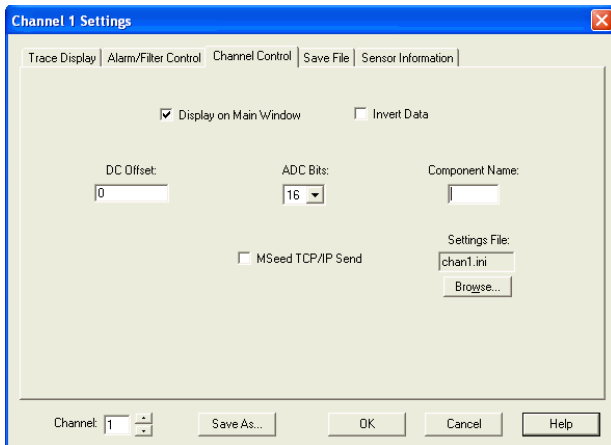 Channel 1 Settings
Trace Display Alarm/Filter Control Channel Control Save File Sensor Information
Display on Main Window Invert Data
DC Offset: ADC Bits: Component Name:
0 16
Settings File:
MSeed TCP/IP Send chan1.ini
Browse...
Channel: 1 Save As... OK Cancel Help